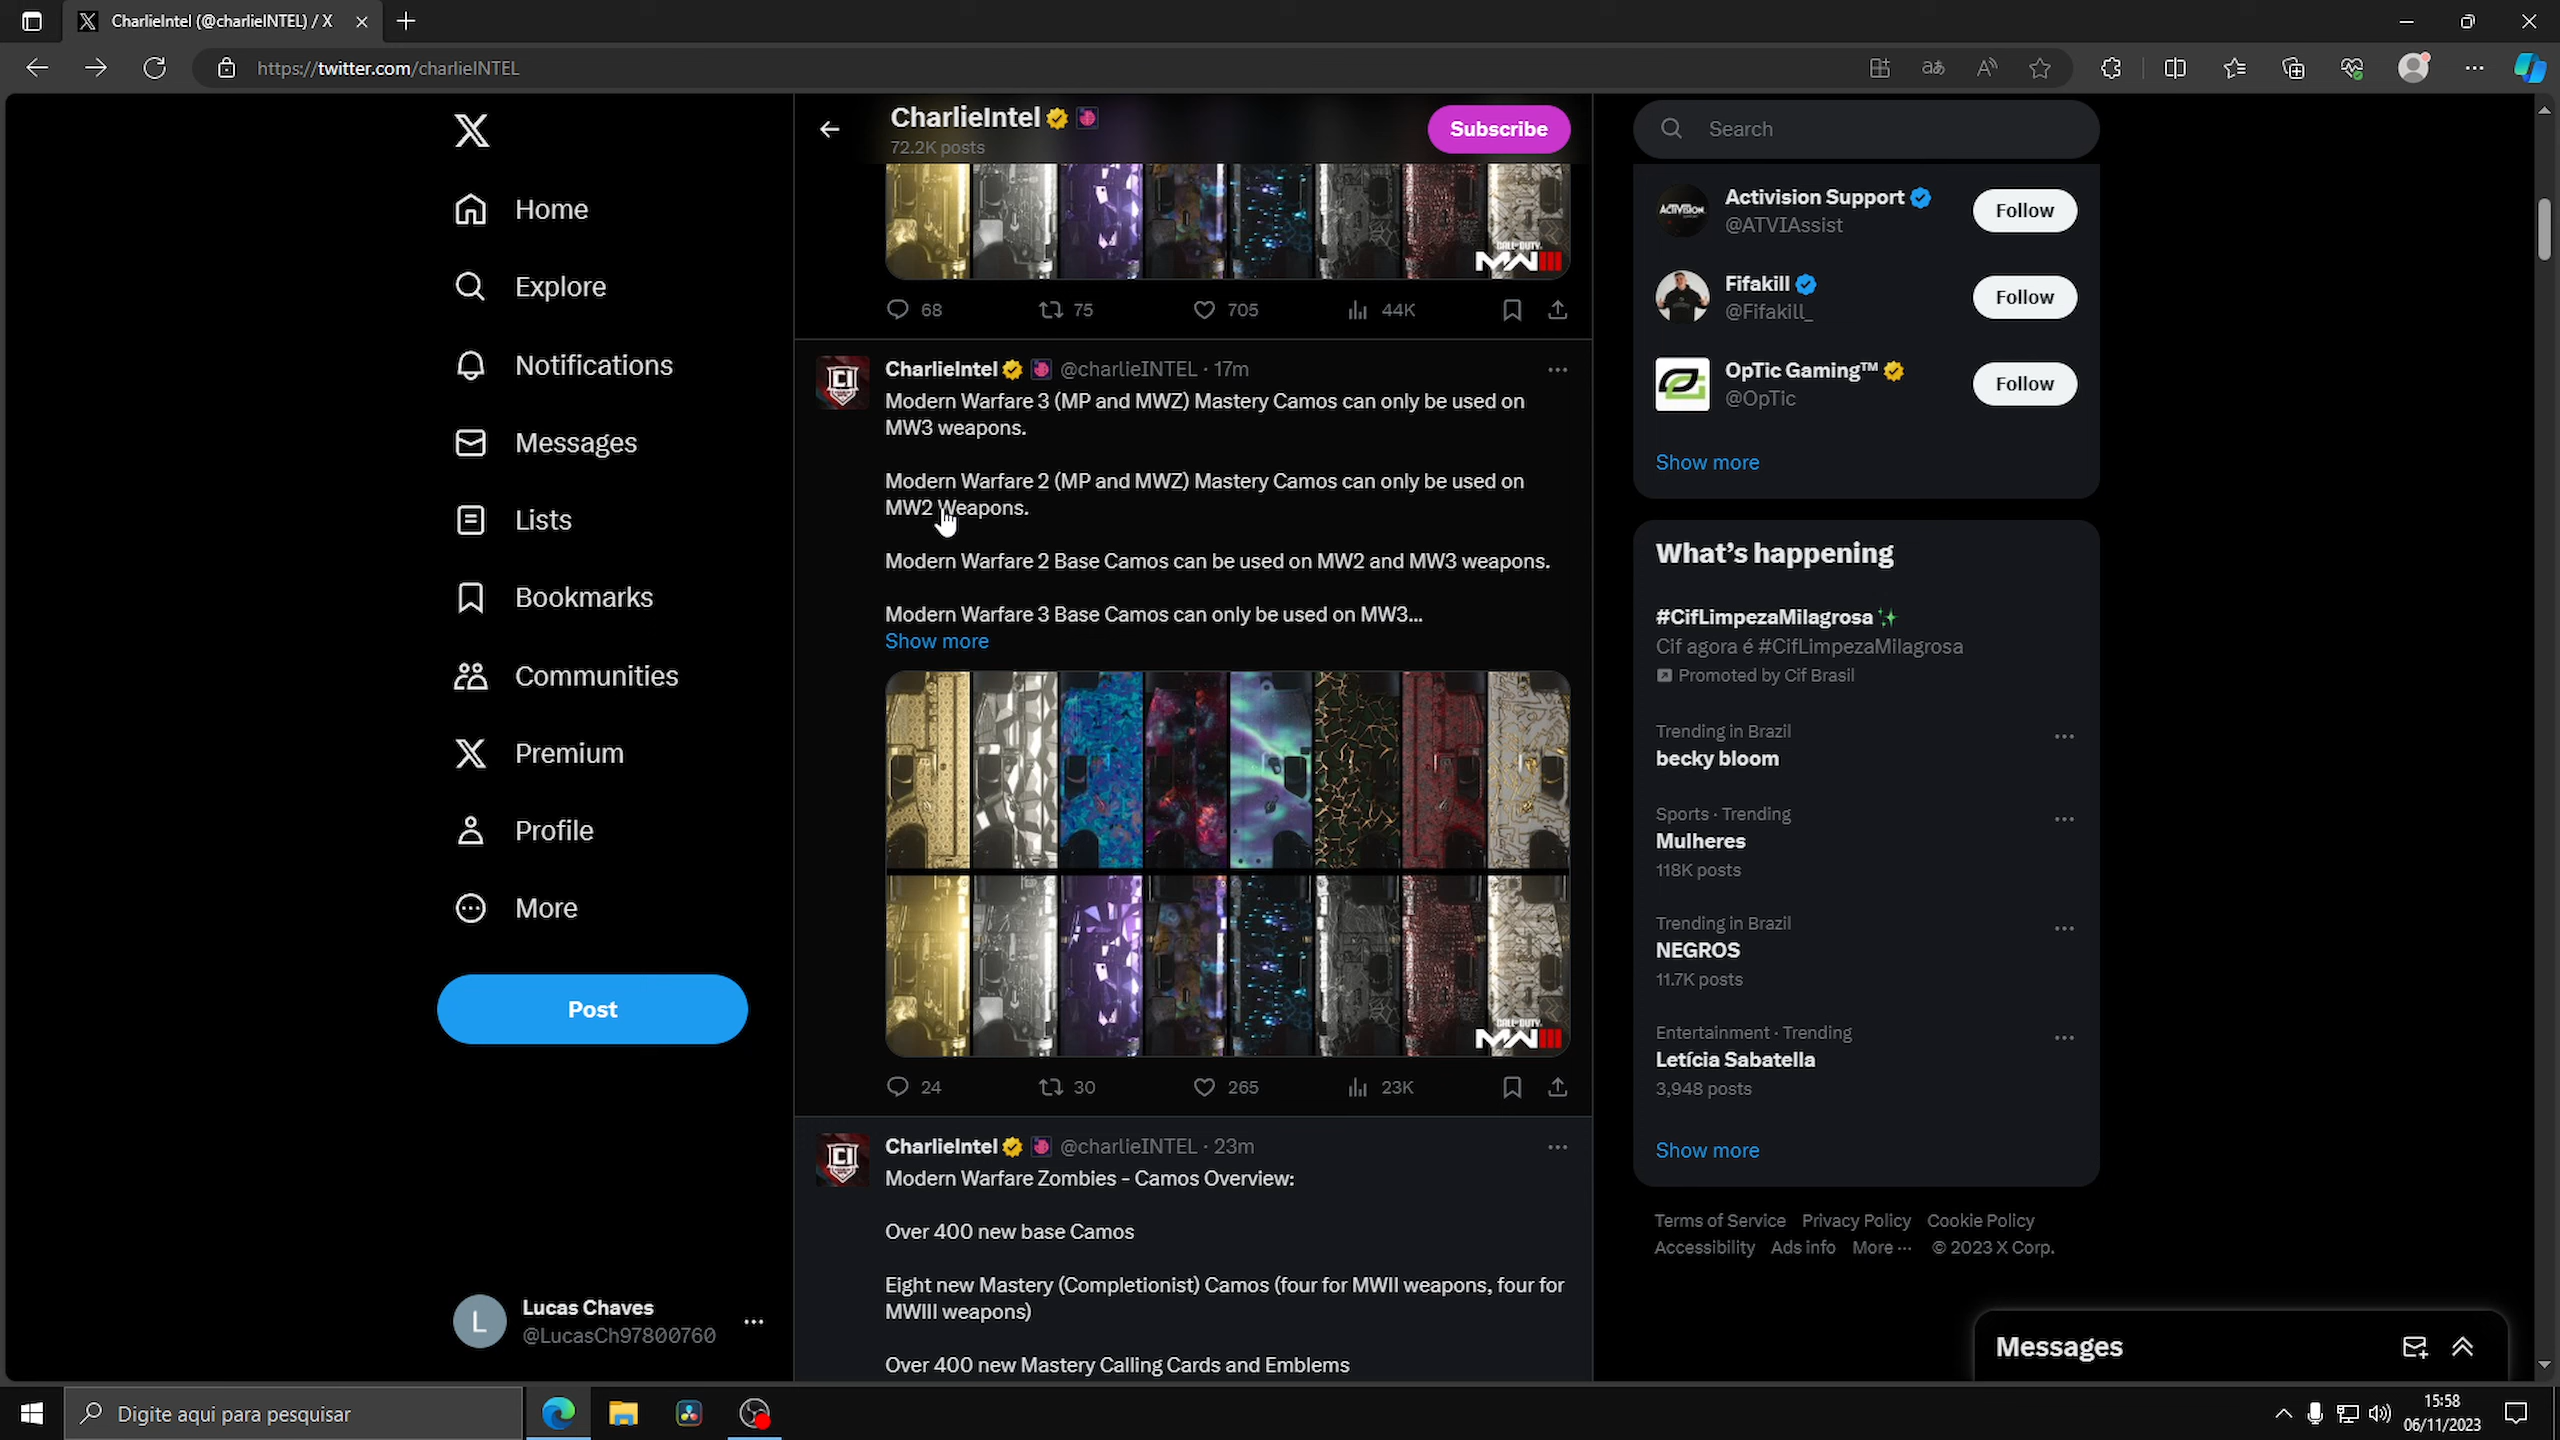 CharlieIntel (@charlieINTEL) / X
https://twitter.com/charlieINTEL
Home
Explore
Notifications
Messages
Lists
Bookmarks
Communities
Premium
Profile
More
Post
Lucas Chaves
@LucasCh97800760
CharlieIntel
72.2K posts
Subscribe
CALL OF DUTY
MWIII
68 75 705 44K
CharlieIntel @charlieINTEL · 17m
Modern Warfare 3 (MP and MWZ) Mastery Camos can only be used on
MW3 weapons.
Modern Warfare 2 (MP and MWZ) Mastery Camos can only be used on
MW2 Weapons.
Modern Warfare 2 Base Camos can be used on MW2 and MW3 weapons.
Modern Warfare 3 Base Camos can only be used on MW3...
Show more
CALL OF DUTY
MWIII
24 30 265 23K
CharlieIntel @charlieINTEL · 23m
Modern Warfare Zombies – Camos Overview:
Over 400 new base Camos
Eight new Mastery (Completionist) Camos (four for MWII weapons, four for
MWIII weapons)
Over 400 new Mastery Calling Cards and Emblems
Search
ACTIVISION
Activision Support
@ATVIAssist
Follow
Fifakill
@Fifakill_
Follow
OpTic Gaming™
@OpTic
Follow
Show more
What's happening
#CifLimpezaMilagrosa
Cif agora é #CifLimpezaMilagrosa
Promoted by Cif Brasil
Trending in Brazil
becky bloom
Sports · Trending
Mulheres
118K posts
Trending in Brazil
NEGROS
11.7K posts
Entertainment · Trending
Letícia Sabatella
3,948 posts
Show more
Terms of Service Privacy Policy Cookie Policy
Accessibility Ads info More ··· © 2023 X Corp.
Messages
Digite aqui para pesquisar
15:58
06/11/2023